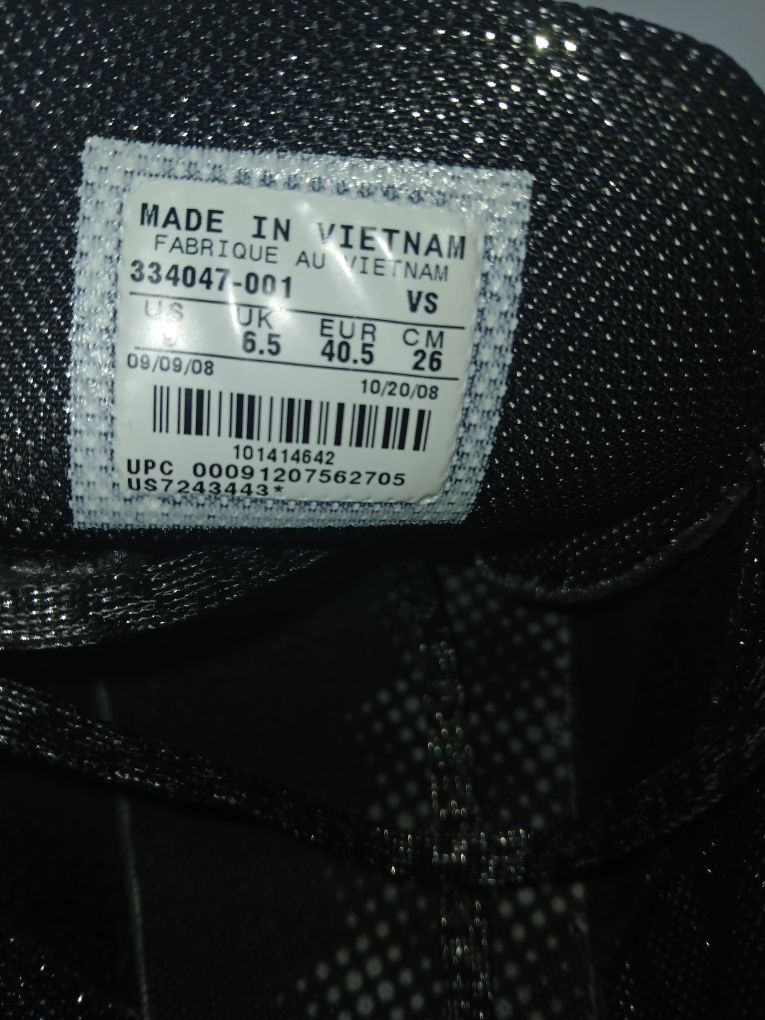 MADE IN VIETNAM
FABRIQUE AU VIETNAM
334047-001 VS
US UK EUR CM
6.5 40.5 26
09/09/08 10/20/08
101414642
UPC 00091207562705
US7243443*